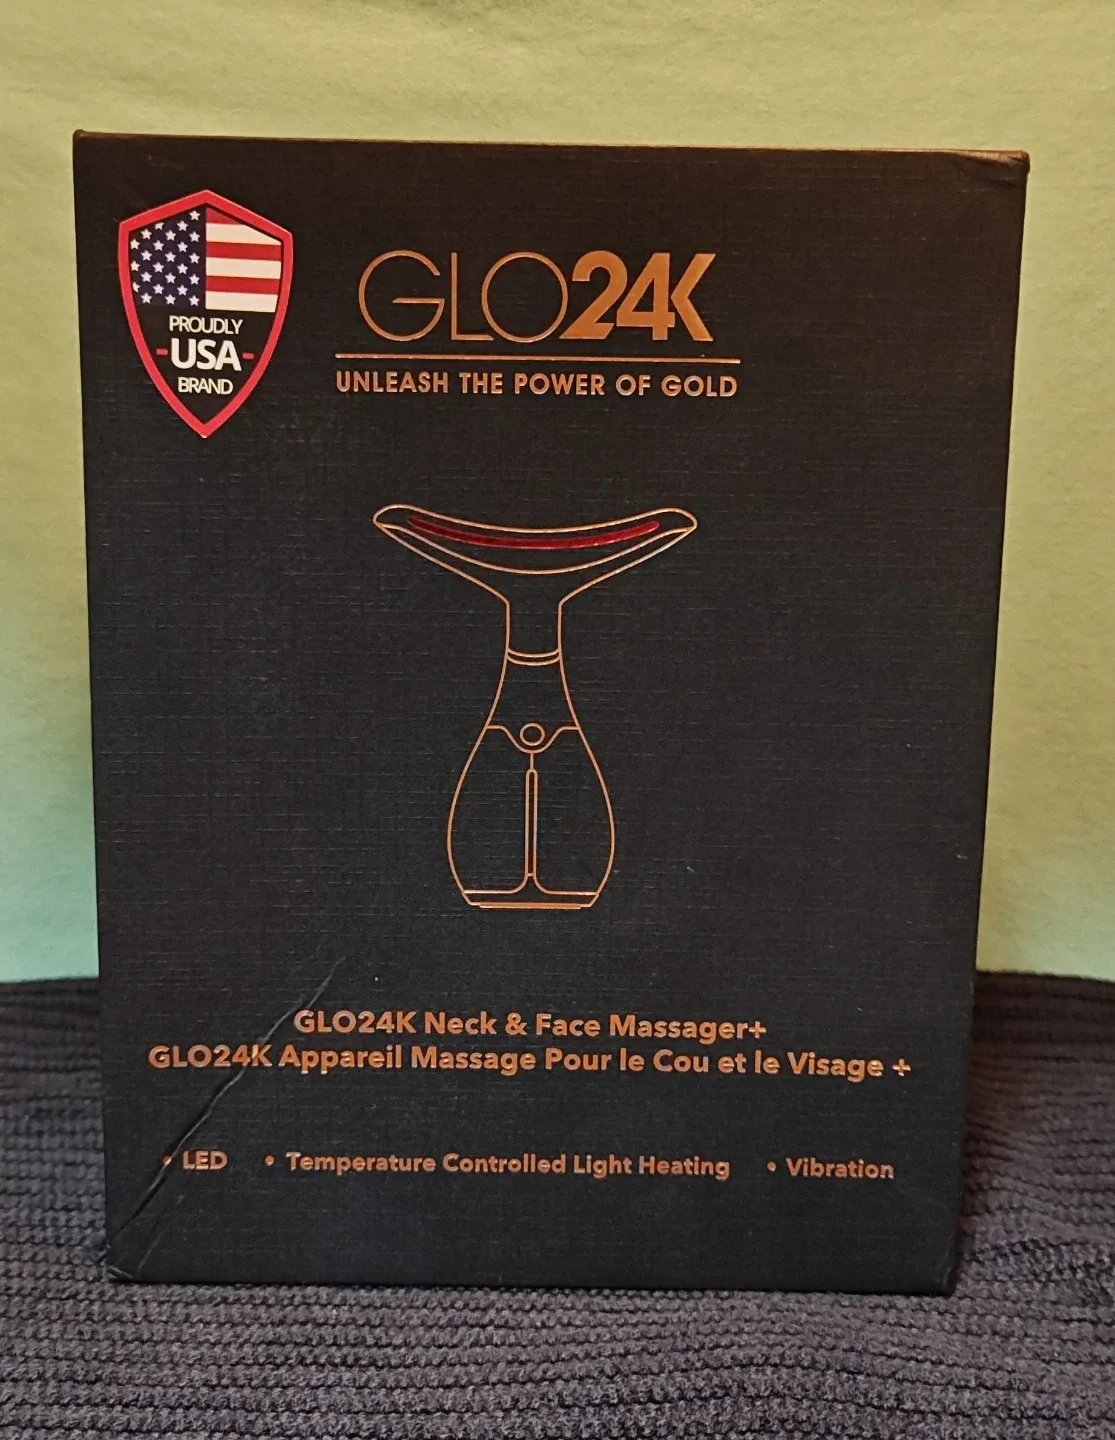 PROUDLY
-USA-
BRAND
GLO24K
UNLEASH THE POWER OF GOLD
GLO24K Neck & Face Massager+
GLO24K Appareil Massage Pour le Cou et le Visage +
• LED • Temperature Controlled Light Heating • Vibration